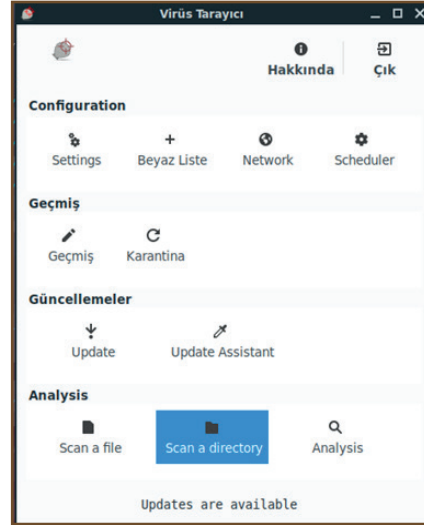 Virüs Tarayıcı
Hakkında Çık
Configuration
Settings Beyaz Liste Network Scheduler
Geçmiş
Geçmiş Karantina
Güncellemeler
Update Update Assistant
Analysis
Scan a file Scan a directory Analysis
Updates are available